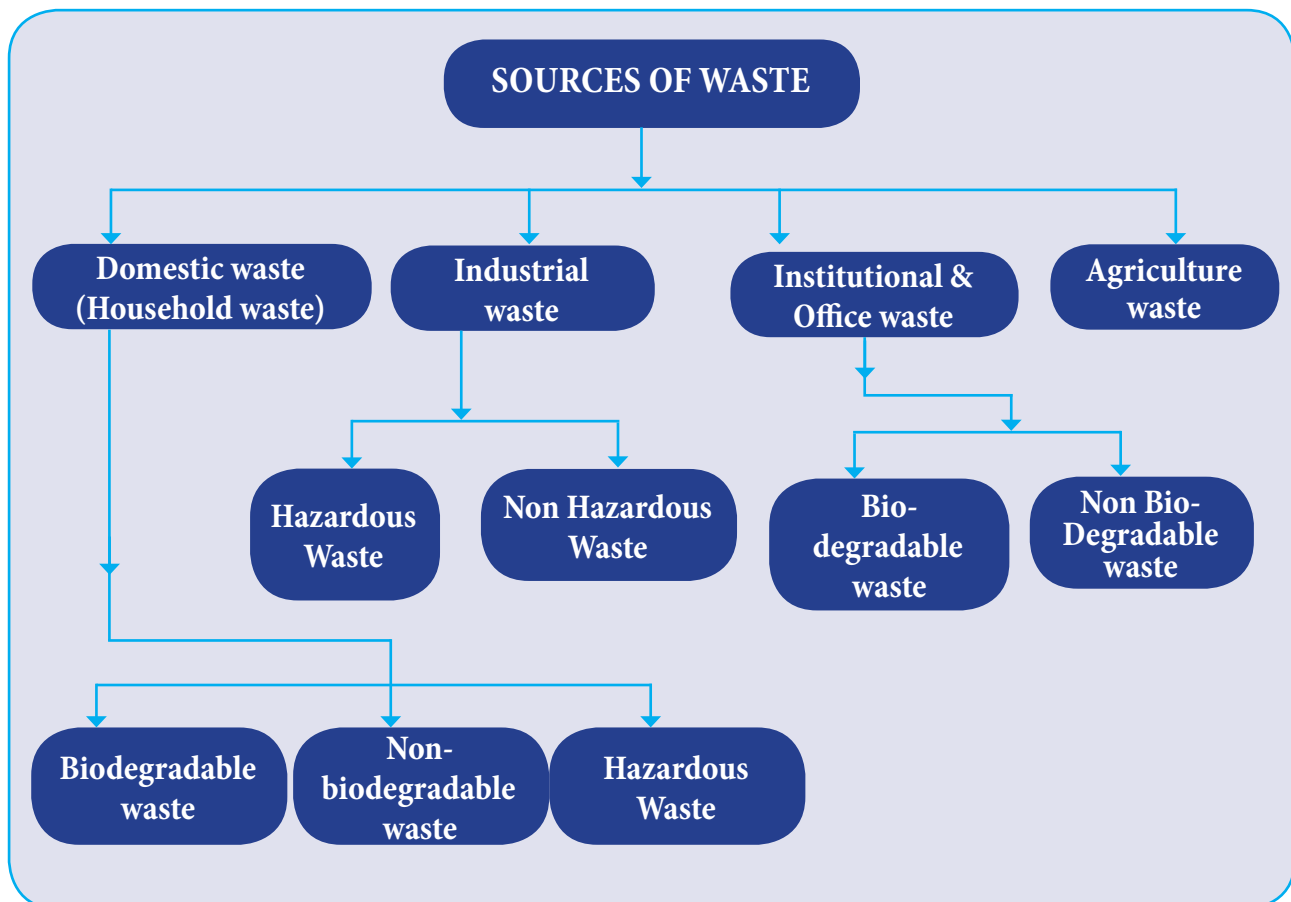 SOURCES OF WASTE
Domestic waste
(Household waste)
Industrial
waste
Institutional &
Office waste
Agriculture
waste
Hazardous
Waste
Non Hazardous
Waste
Bio-
degradable
waste
Non Bio-
Degradable
waste
Biodegradable
waste
Non-
biodegradable
waste
Hazardous
Waste